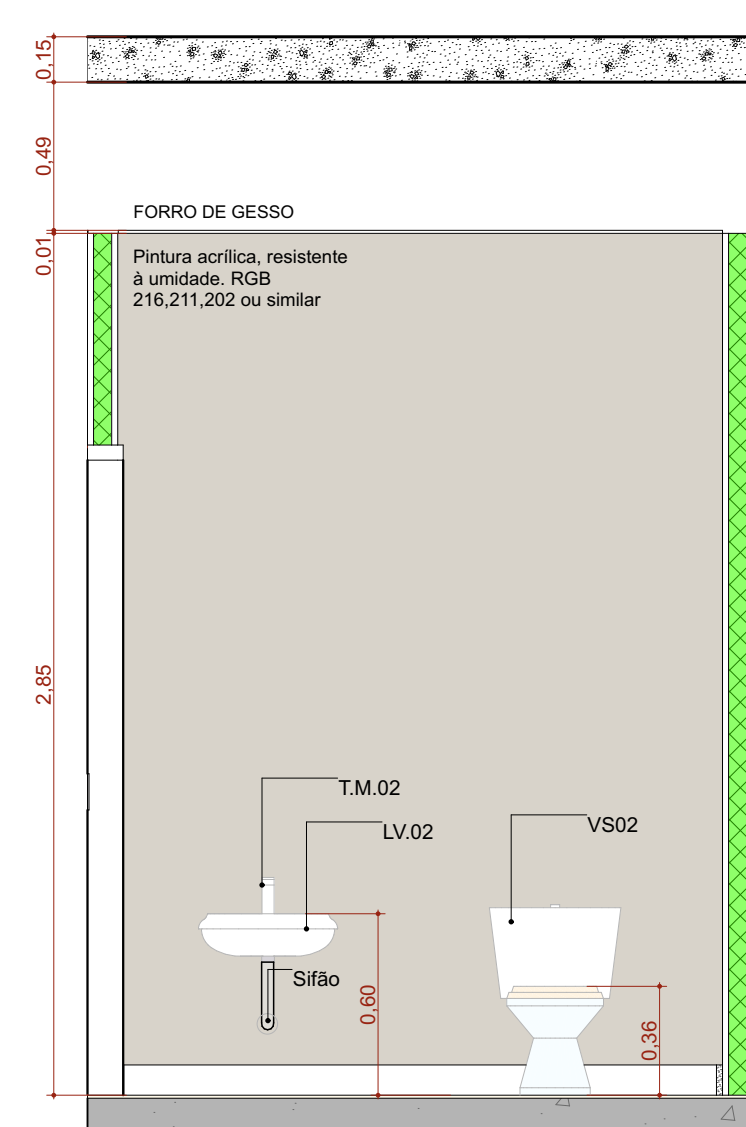 0,15
0,49
FORRO DE GESSO
0,01
Pintura acrílica, resistente
à umidade. RGB
216,211,202 ou similar
2,85
T.M.02
LV.02
VS02
Sifão
0,60
0,36